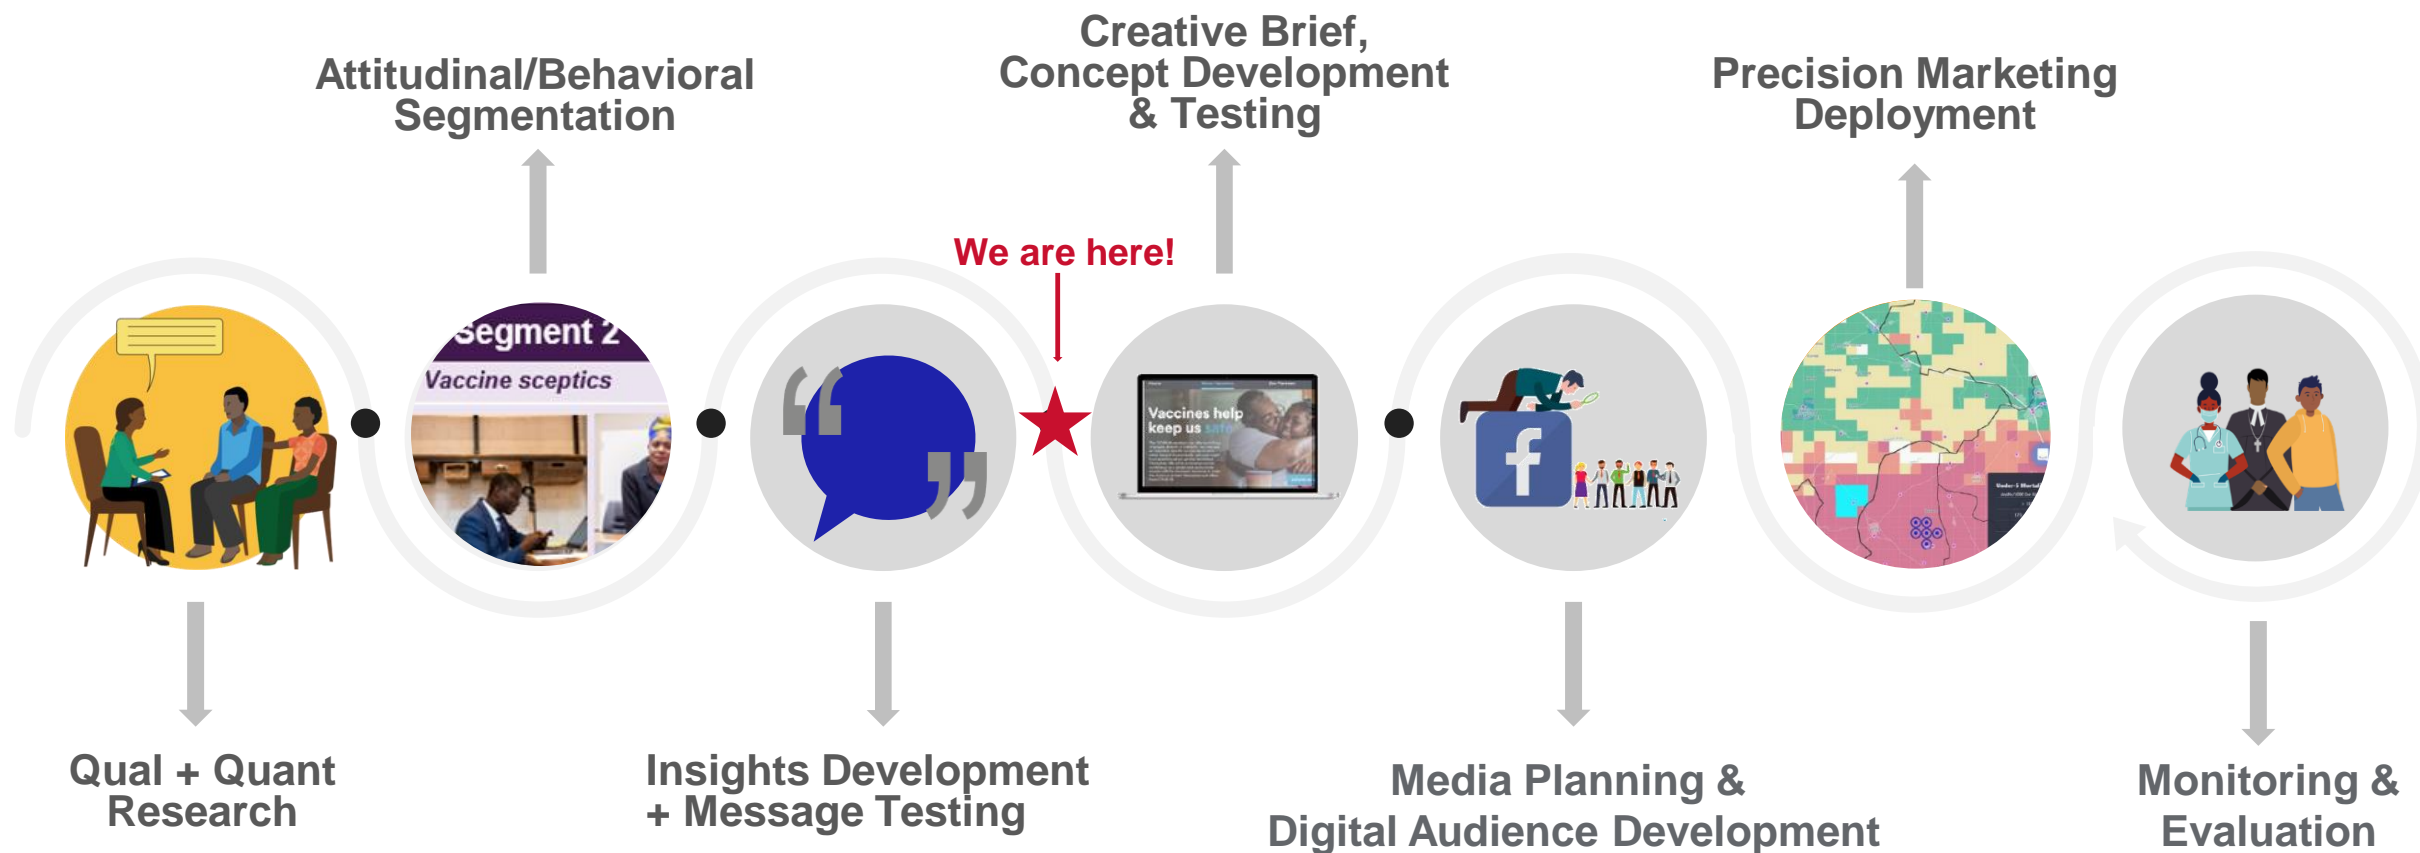 Creative Brief,
Concept Development
& Testing
Attitudinal/Behavioral
Segmentation
Precision Marketing
Deployment
We are here!
Segment 2
Vaccine sceptics
Vaccines help
keep us safe
f
Qual + Quant
Research
Insights Development
+ Message Testing
Media Planning &
Digital Audience Development
Monitoring &
Evaluation